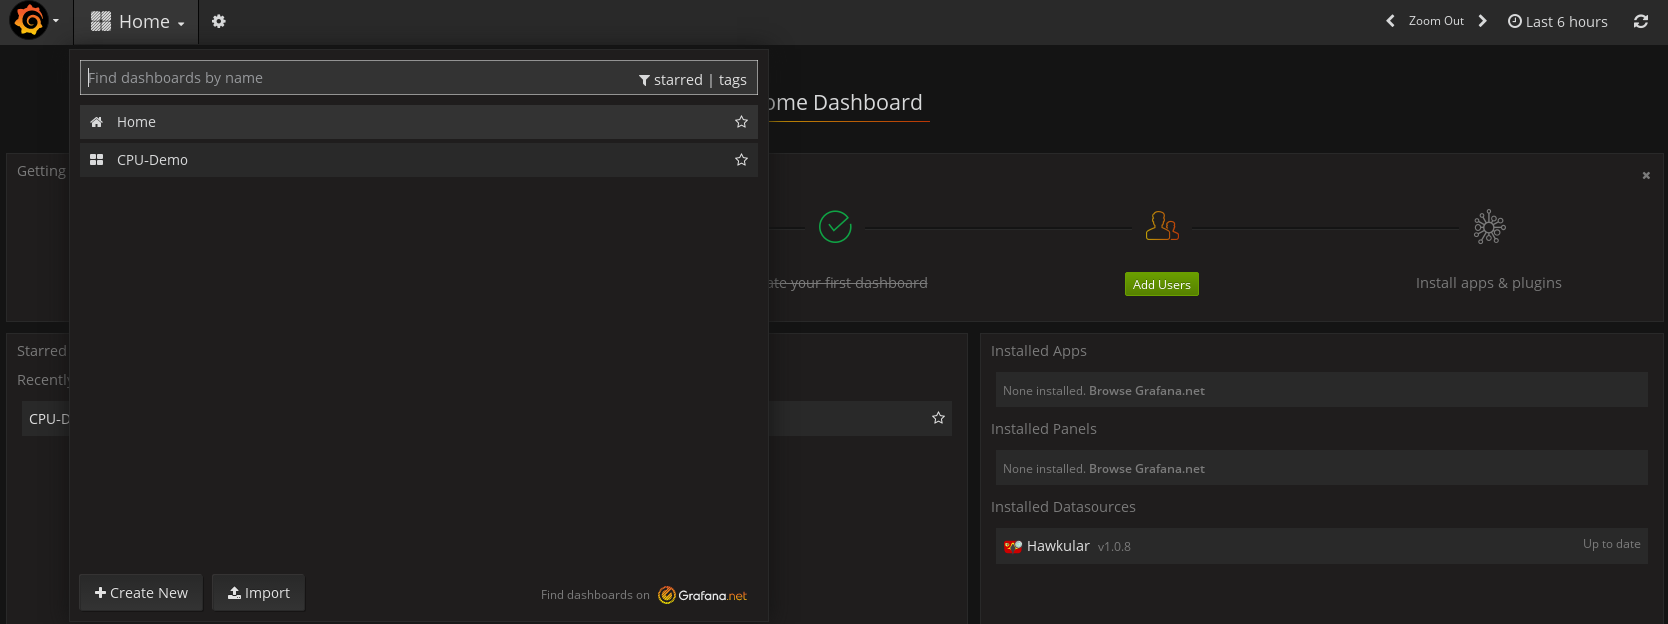 Home
Zoom Out
Last 6 hours
Find dashboards by name
starred | tags
ome Dashboard
Home
CPU-Demo
Getting
ate your first dashboard
Add Users
Install apps & plugins
Starred
Recently
CPU-D
Installed Apps
None installed. Browse Grafana.net
Installed Panels
None installed. Browse Grafana.net
Installed Datasources
Hawkular v1.0.8
Up to date
Create New
Import
Find dashboards on Grafana.net